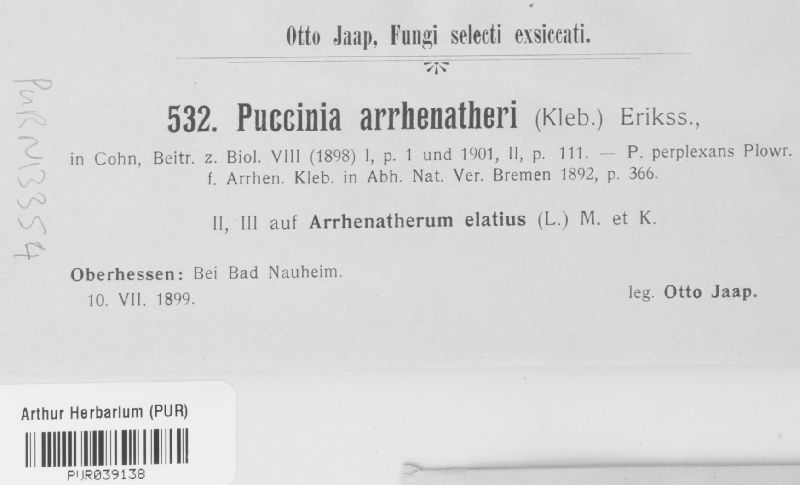 Otto Jaap, Fungi selecti exsiccati.
532. Puccinia arrhenatheri (Kleb.) Erikss.,
in Cohn, Beitr. z. Biol. VIII (1898) I, p. 1 und 1901, II, p. 111. — P. perplexans Plowr.
f. Arrhen. Kleb. in Abh. Nat. Ver. Bremen 1892, p. 366.
II, III auf Arrhenatherum elatius (L.) M. et K.
Oberhessen: Bei Bad Nauheim.
10. VII. 1899.
leg. Otto Jaap.
PURM3354
Arthur Herbarium (PUR)
PUR039138